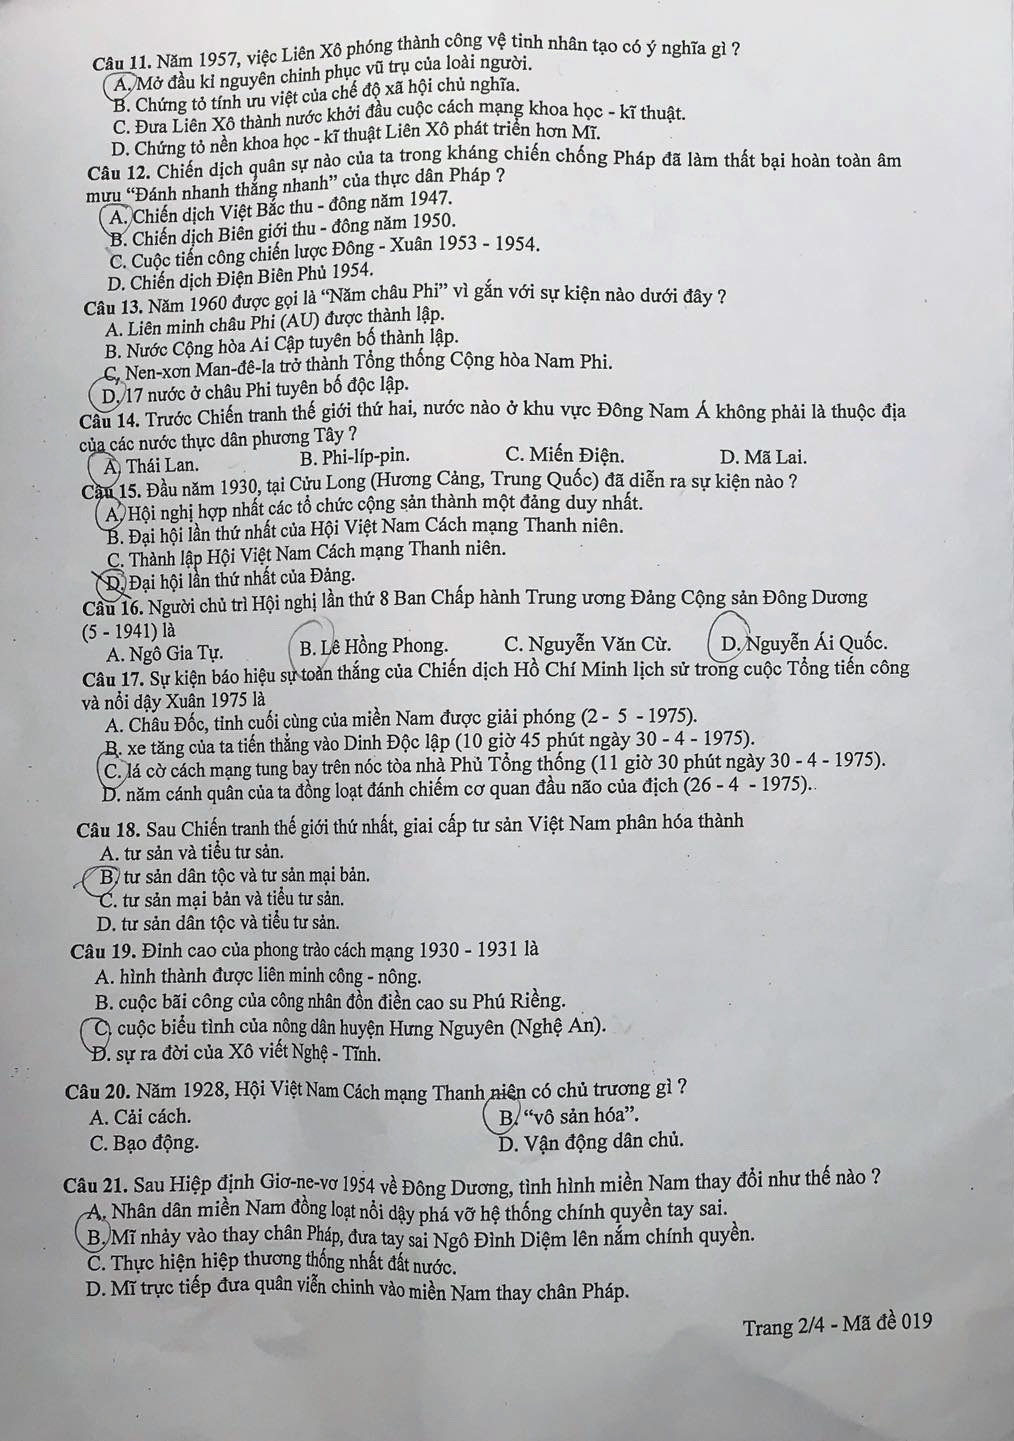 Câu 11. Năm 1957, việc Liên Xô phóng thành công vệ tinh nhân tạo có ý nghĩa gì ?
A. Mở đầu kỉ nguyên chinh phục vũ trụ của loài người.
B. Chứng tỏ tính ưu việt của chế độ xã hội chủ nghĩa.
C. Đưa Liên Xô thành nước khởi đầu cuộc cách mạng khoa học - kĩ thuật.
D. Chứng tỏ nền khoa học - kĩ thuật Liên Xô phát triển hơn Mĩ.
Câu 12. Chiến dịch quân sự nào của ta trong kháng chiến chống Pháp đã làm thất bại hoàn toàn âm
mưu “Đánh nhanh thắng nhanh” của thực dân Pháp ?
A. Chiến dịch Việt Bắc thu - đông năm 1947.
B. Chiến dịch Biên giới thu - đông năm 1950.
C. Cuộc tiến công chiến lược Đông - Xuân 1953 - 1954.
D. Chiến dịch Điện Biên Phủ 1954.
Câu 13. Năm 1960 được gọi là “Năm châu Phi” vì gắn với sự kiện nào dưới đây ?
A. Liên minh châu Phi (AU) được thành lập.
B. Nước Cộng hòa Ai Cập tuyên bố thành lập.
C. Nen-xơn Man-đê-la trở thành Tổng thống Cộng hòa Nam Phi.
D. 17 nước ở châu Phi tuyên bố độc lập.
Câu 14. Trước Chiến tranh thế giới thứ hai, nước nào ở khu vực Đông Nam Á không phải là thuộc địa
của các nước thực dân phương Tây ?
A. Thái Lan. B. Phi-líp-pin. C. Miến Điện. D. Mã Lai.
Câu 15. Đầu năm 1930, tại Cửu Long (Hương Cảng, Trung Quốc) đã diễn ra sự kiện nào ?
A. Hội nghị hợp nhất các tổ chức cộng sản thành một đảng duy nhất.
B. Đại hội lần thứ nhất của Hội Việt Nam Cách mạng Thanh niên.
C. Thành lập Hội Việt Nam Cách mạng Thanh niên.
D. Đại hội lần thứ nhất của Đảng.
Câu 16. Người chủ trì Hội nghị lần thứ 8 Ban Chấp hành Trung ương Đảng Cộng sản Đông Dương
(5 - 1941) là
A. Ngô Gia Tự. B. Lê Hồng Phong. C. Nguyễn Văn Cừ. D. Nguyễn Ái Quốc.
Câu 17. Sự kiện báo hiệu sự toàn thắng của Chiến dịch Hồ Chí Minh lịch sử trong cuộc Tổng tiến công
và nổi dậy Xuân 1975 là
A. Châu Đốc, tỉnh cuối cùng của miền Nam được giải phóng (2 - 5 - 1975).
B. xe tăng của ta tiến thẳng vào Dinh Độc lập (10 giờ 45 phút ngày 30 - 4 - 1975).
C. lá cờ cách mạng tung bay trên nóc tòa nhà Phủ Tổng thống (11 giờ 30 phút ngày 30 - 4 - 1975).
D. năm cánh quân của ta đồng loạt đánh chiếm cơ quan đầu não của địch (26 - 4 - 1975)..
Câu 18. Sau Chiến tranh thế giới thứ nhất, giai cấp tư sản Việt Nam phân hóa thành
A. tư sản và tiểu tư sản.
B. tư sản dân tộc và tư sản mại bản.
C. tư sản mại bản và tiểu tư sản.
D. tư sản dân tộc và tiểu tư sản.
Câu 19. Đỉnh cao của phong trào cách mạng 1930 - 1931 là
A. hình thành được liên minh công - nông.
B. cuộc bãi công của công nhân đồn điền cao su Phú Riềng.
C. cuộc biểu tình của nông dân huyện Hưng Nguyên (Nghệ An).
D. sự ra đời của Xô viết Nghệ - Tĩnh.
Câu 20. Năm 1928, Hội Việt Nam Cách mạng Thanh niên có chủ trương gì ?
A. Cải cách. B. “vô sản hóa”.
C. Bạo động. D. Vận động dân chủ.
Câu 21. Sau Hiệp định Giơ-ne-vơ 1954 về Đông Dương, tình hình miền Nam thay đổi như thế nào ?
A. Nhân dân miền Nam đồng loạt nổi dậy phá vỡ hệ thống chính quyền tay sai.
B. Mĩ nhảy vào thay chân Pháp, đưa tay sai Ngô Đình Diệm lên nắm chính quyền.
C. Thực hiện hiệp thương thống nhất đất nước.
D. Mĩ trực tiếp đưa quân viễn chinh vào miền Nam thay chân Pháp.
Trang 2/4 - Mã đề 019